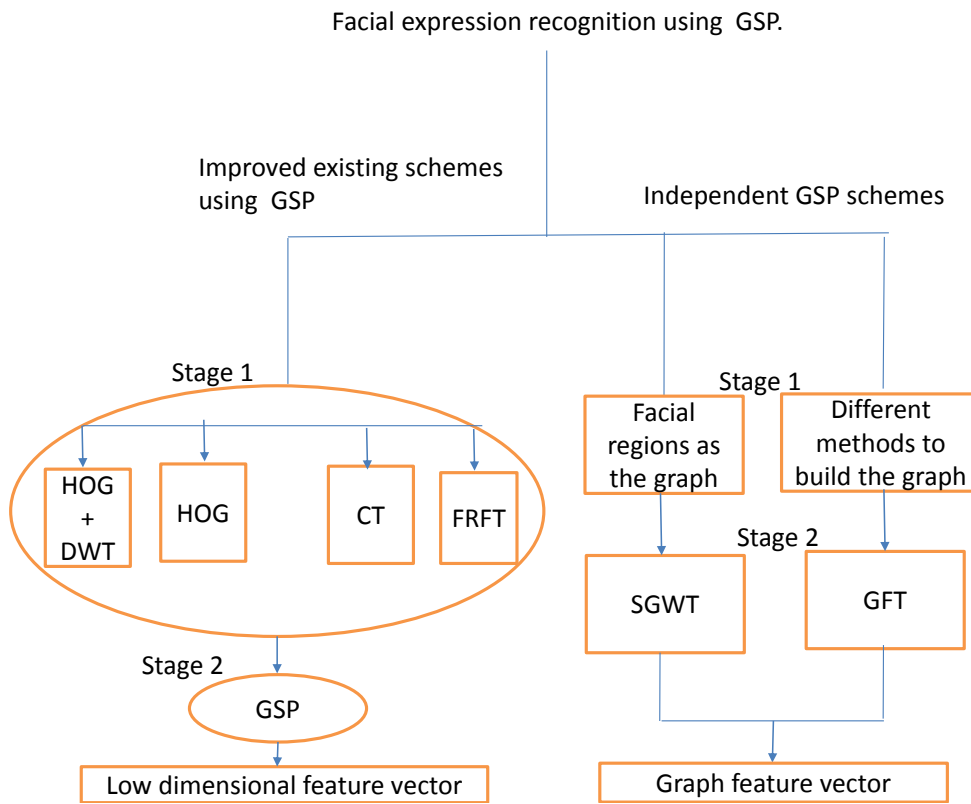 Facial expression recognition using  GSP.
Improved existing schemes
using  GSP
Independent GSP schemes
Stage 1
HOG
+
DWT
HOG
CT
FRFT
Stage 2
GSP
Low dimensional feature vector
Stage 1
Facial
regions as
the graph
Different
methods to
build the graph
Stage 2
SGWT
GFT
Graph feature vector